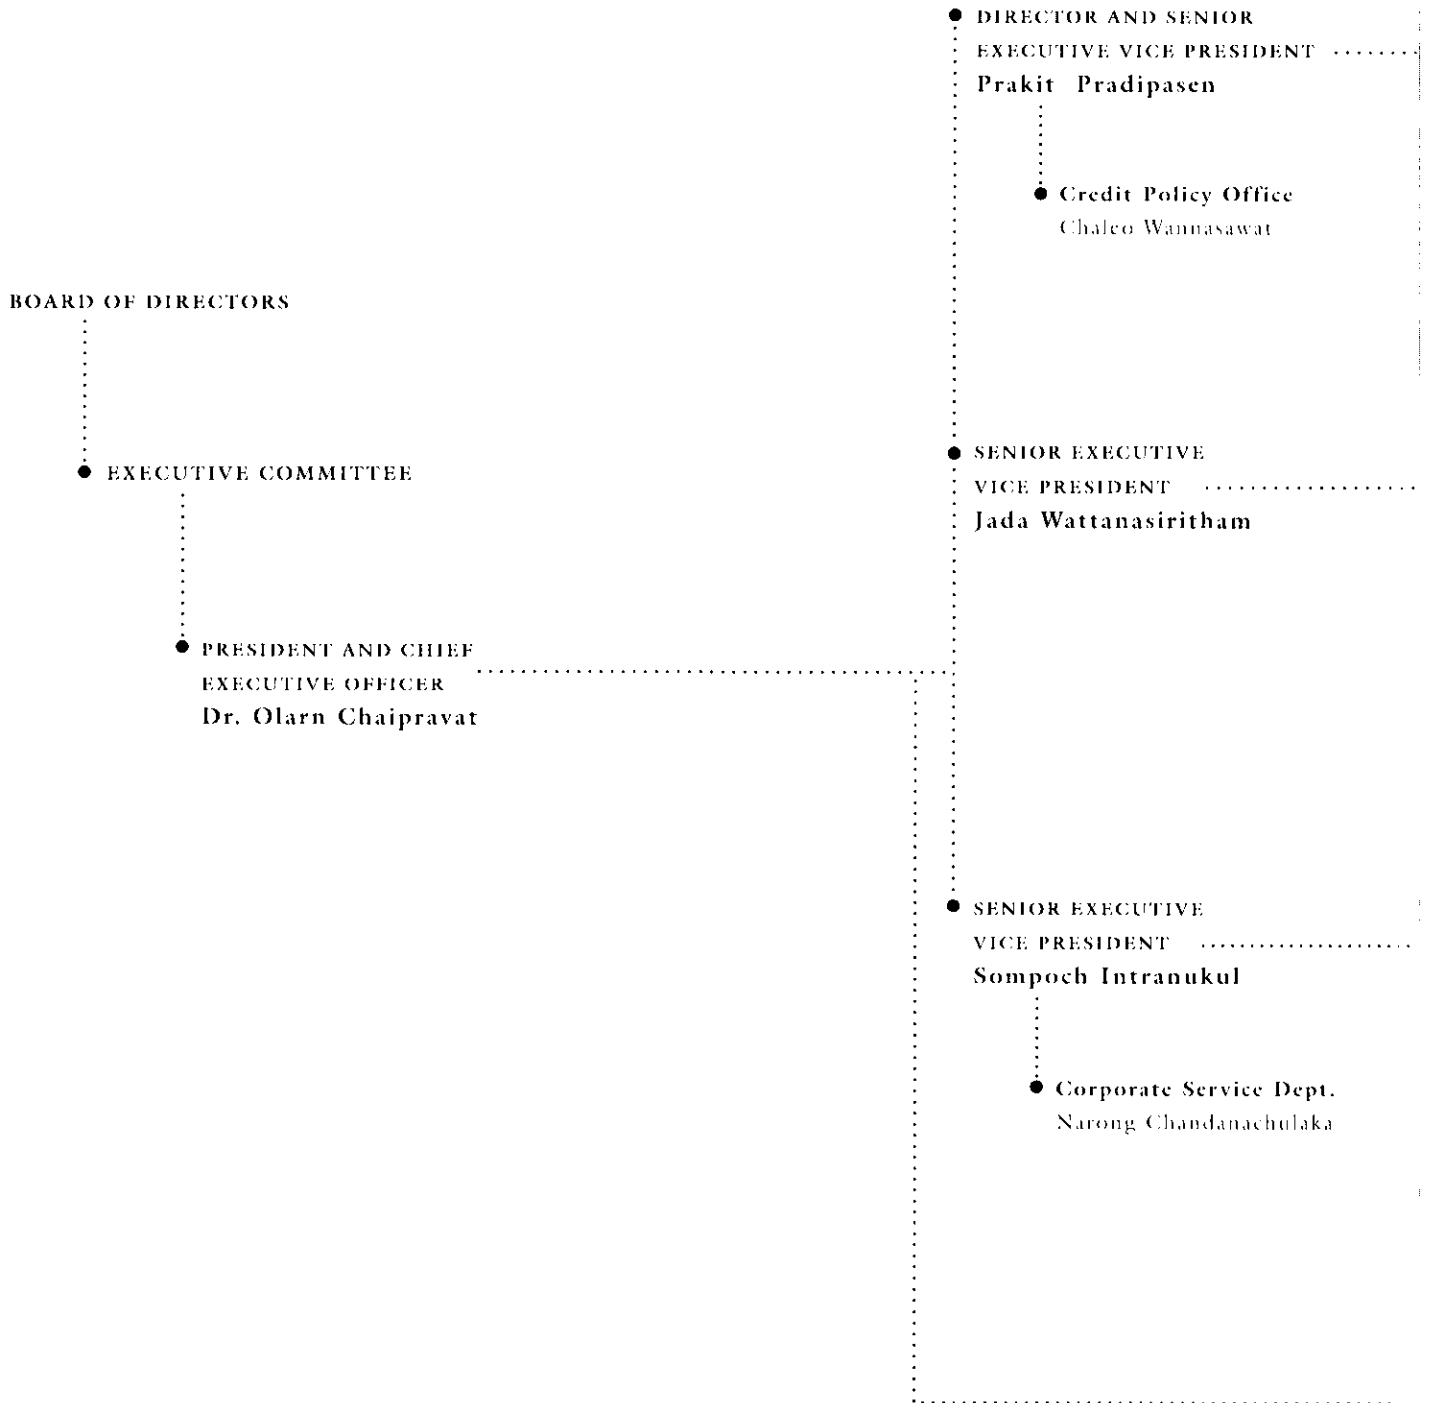 BOARD OF DIRECTORS
EXECUTIVE COMMITTEE
PRESIDENT AND CHIEF
EXECUTIVE OFFICER
Dr. Olarn Chaipravat
DIRECTOR AND SENIOR
EXECUTIVE VICE PRESIDENT
Prakit Pradipasen
Credit Policy Office
Chaleo Wannasawat
SENIOR EXECUTIVE
VICE PRESIDENT
Jada Wattanasiritham
SENIOR EXECUTIVE
VICE PRESIDENT
Sompoch Intranukul
Corporate Service Dept.
Narong Chandanachulaka